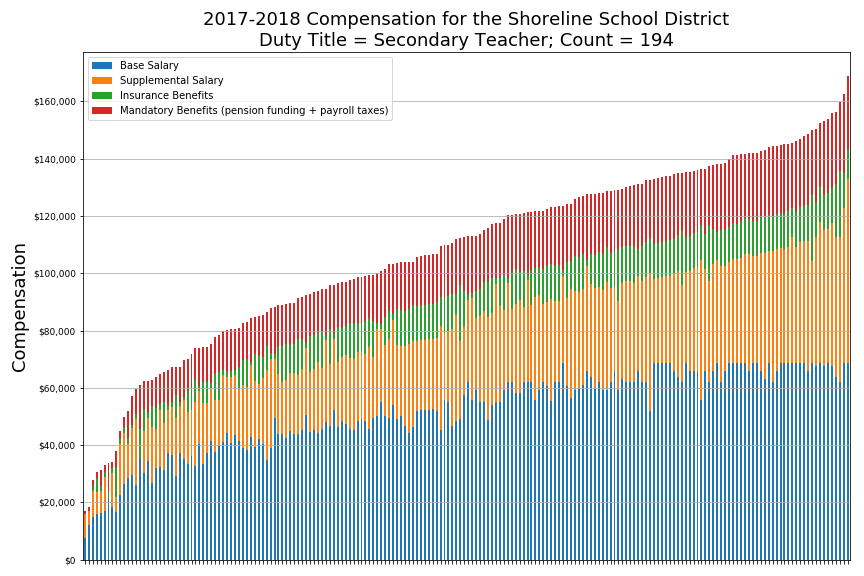 2017-2018 Compensation for the Shoreline School District
Duty Title = Secondary Teacher; Count = 194
Base Salary
Supplemental Salary
Insurance Benefits
Mandatory Benefits (pension funding + payroll taxes)
Compensation
$160,000
$140,000
$120,000
$100,000
$80,000
$60,000
$40,000
$20,000
$0